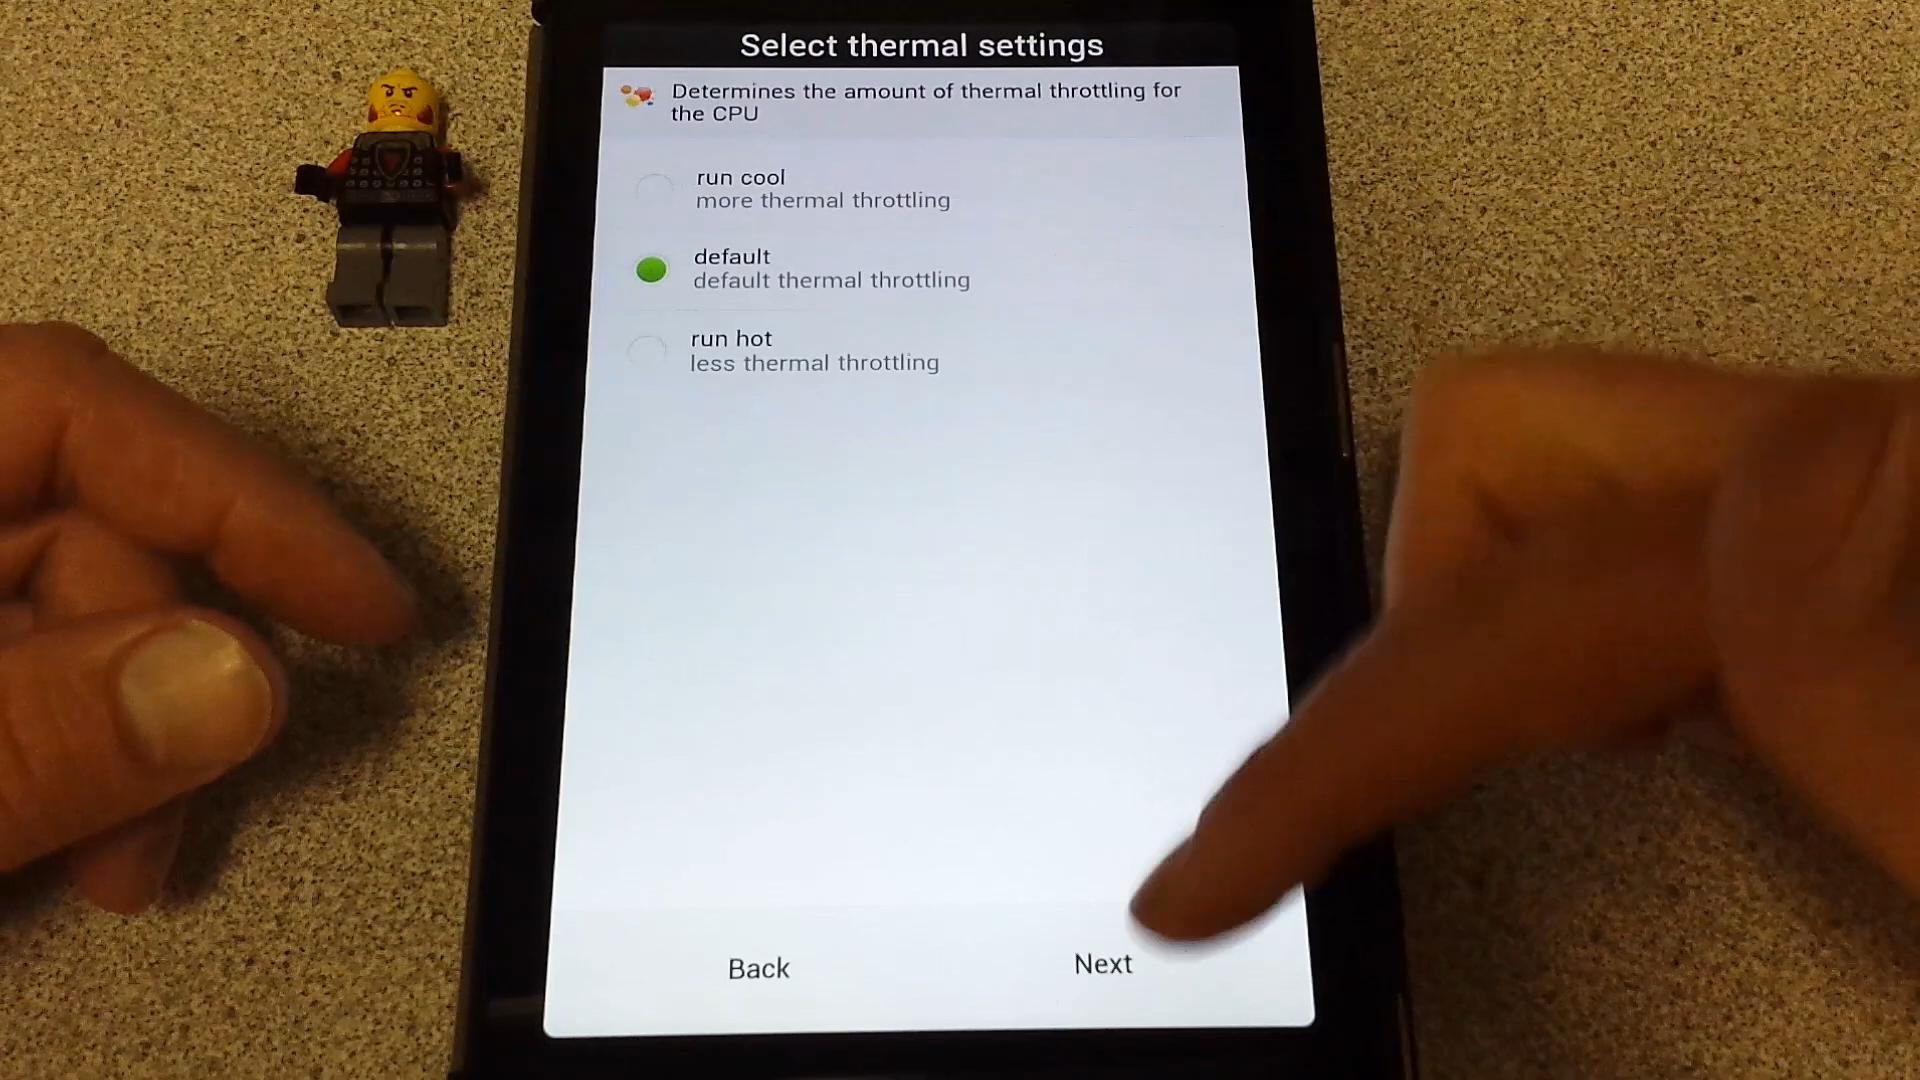 Select thermal settings
Determines the amount of thermal throttling for
the CPU
run cool
more thermal throttling
default
default thermal throttling
run hot
less thermal throttling
Back
Next